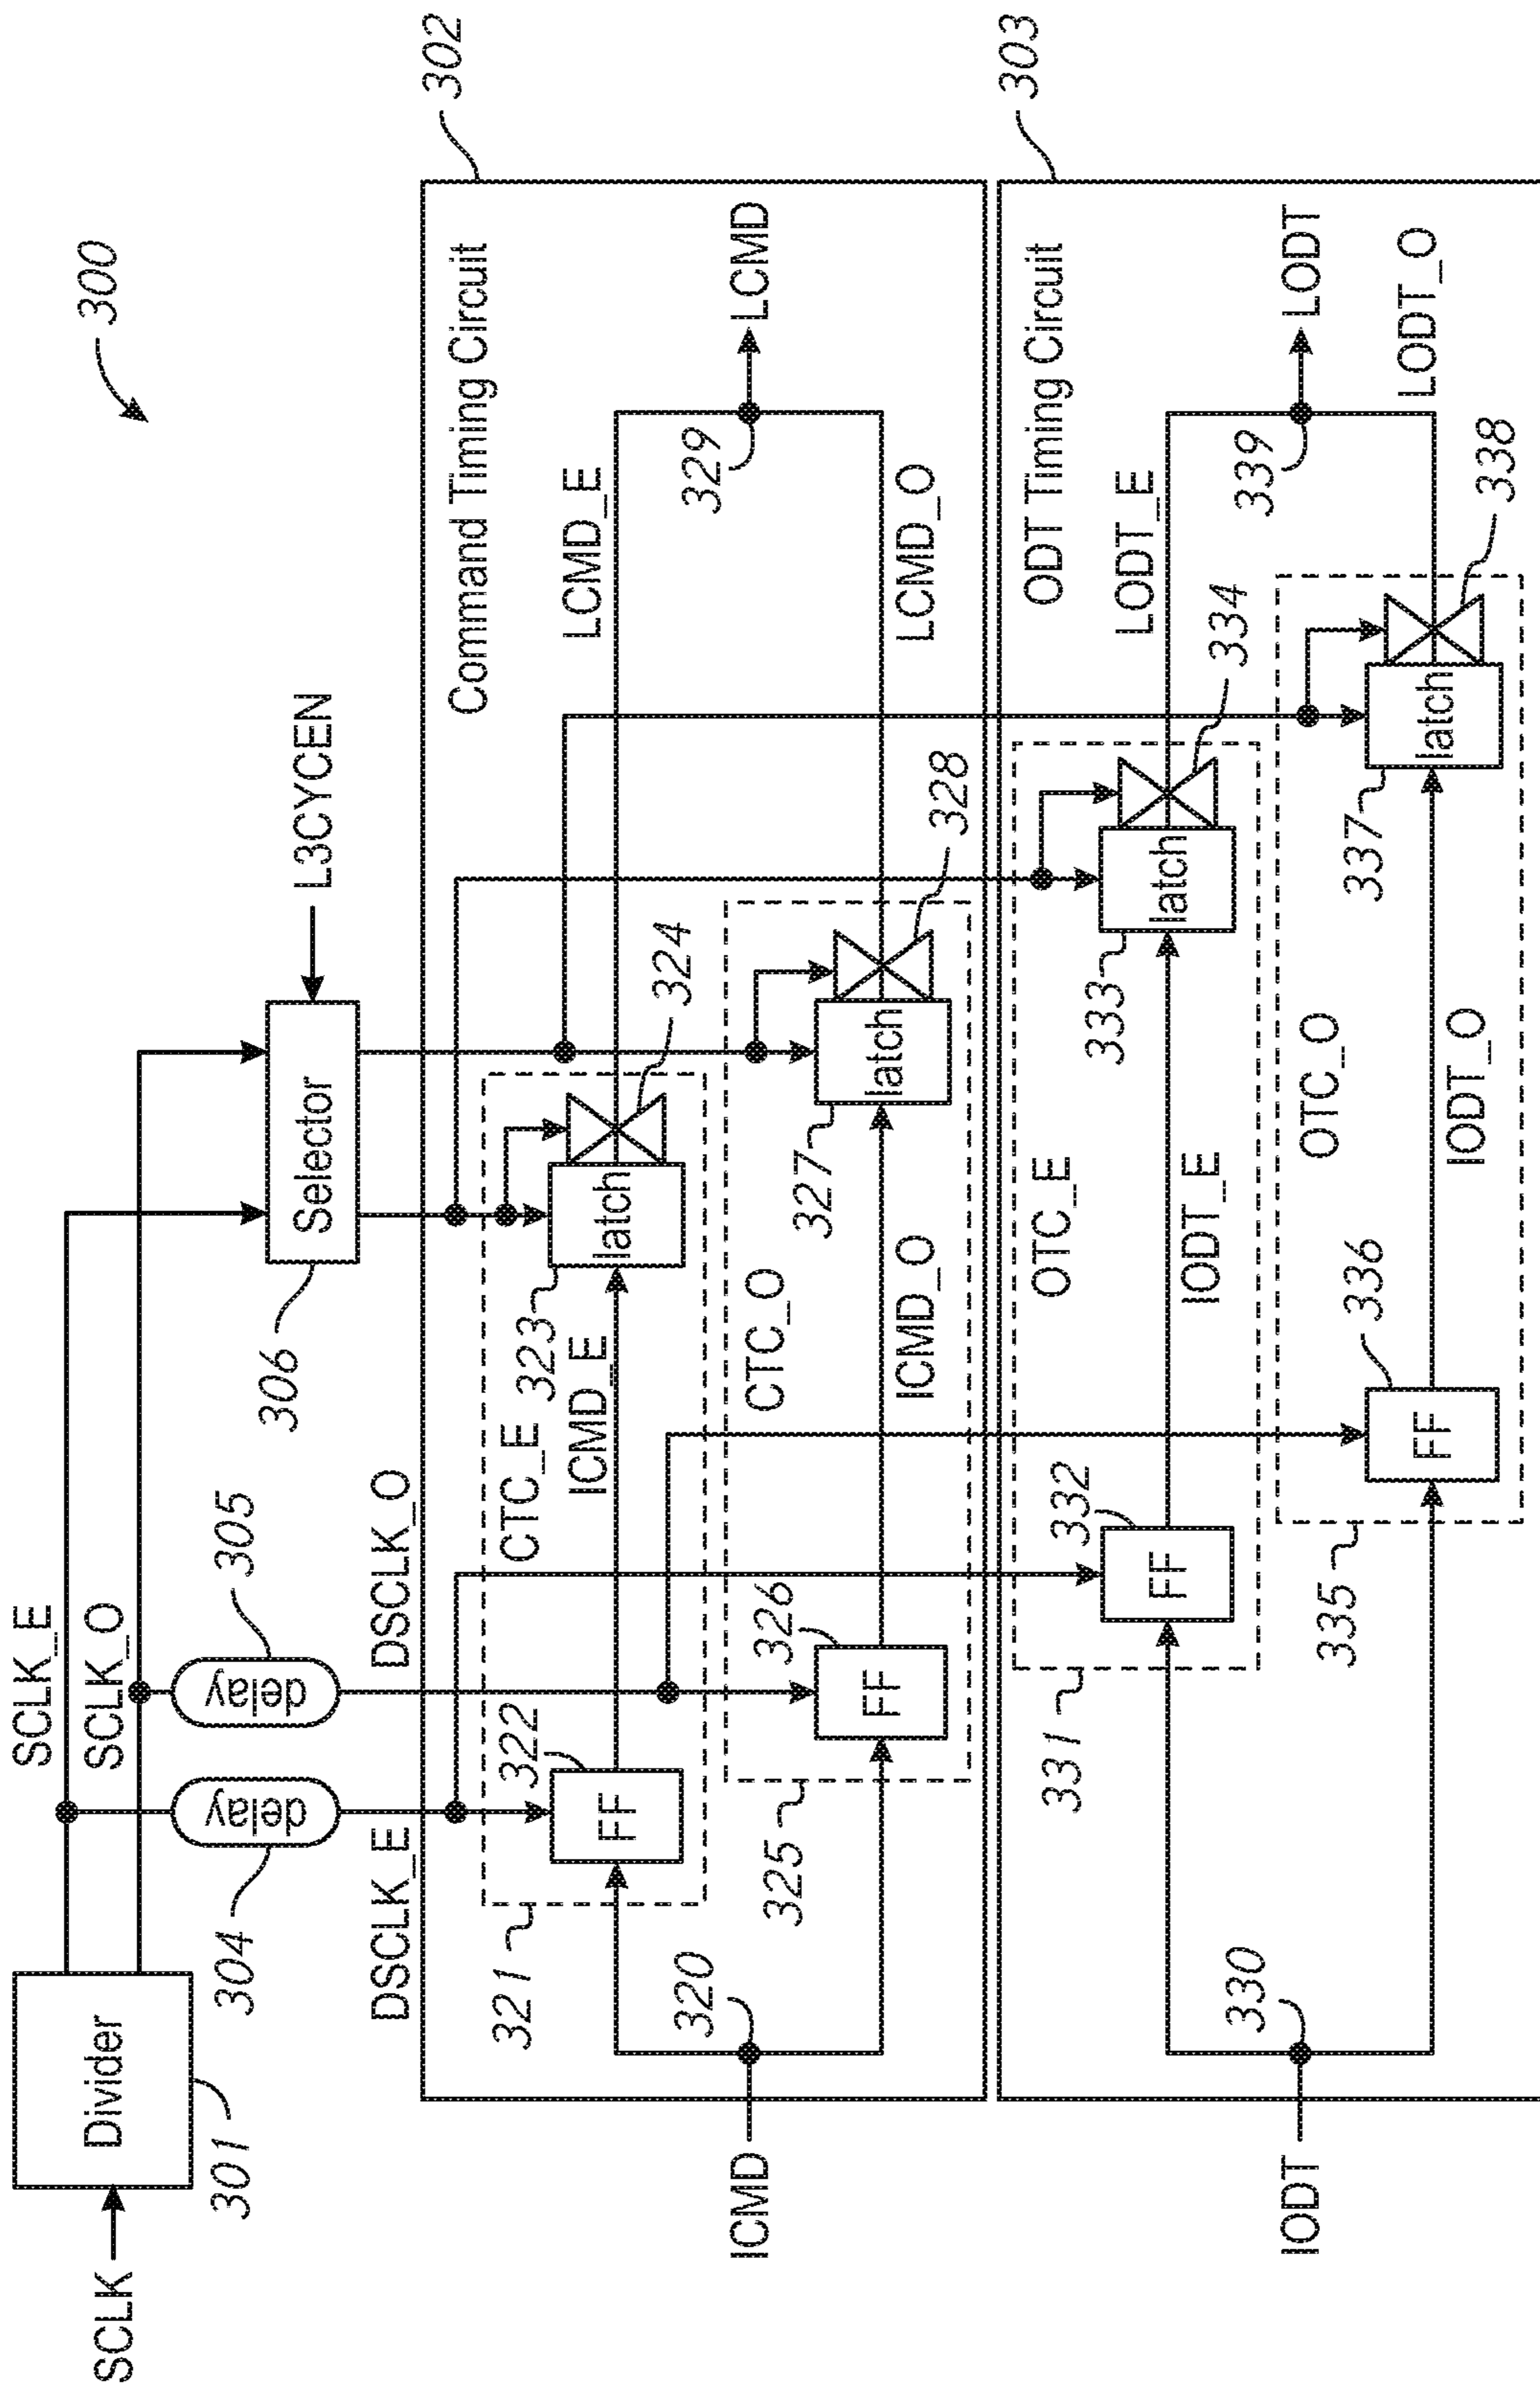 300
SCLK
Divider
301
SCLK_E
SCLK_O
304
delay
delay
305
DSCLK_E
DSCLK_O
306
Selector
L3CYCEN
302
Command Timing Circuit
ICMD
320
321
322
FF
CTC_E
323
ICMD_E
latch
324
LCMD_E
325
326
FF
CTC_O
ICMD_O
327
latch
328
LCMD_O
329
LCMD
303
ODT Timing Circuit
IODT
330
331
332
FF
OTC_E
IODT_E
333
latch
334
LODT_E
335
336
FF
OTC_O
IODT_O
337
latch
338
LODT_O
339
LODT